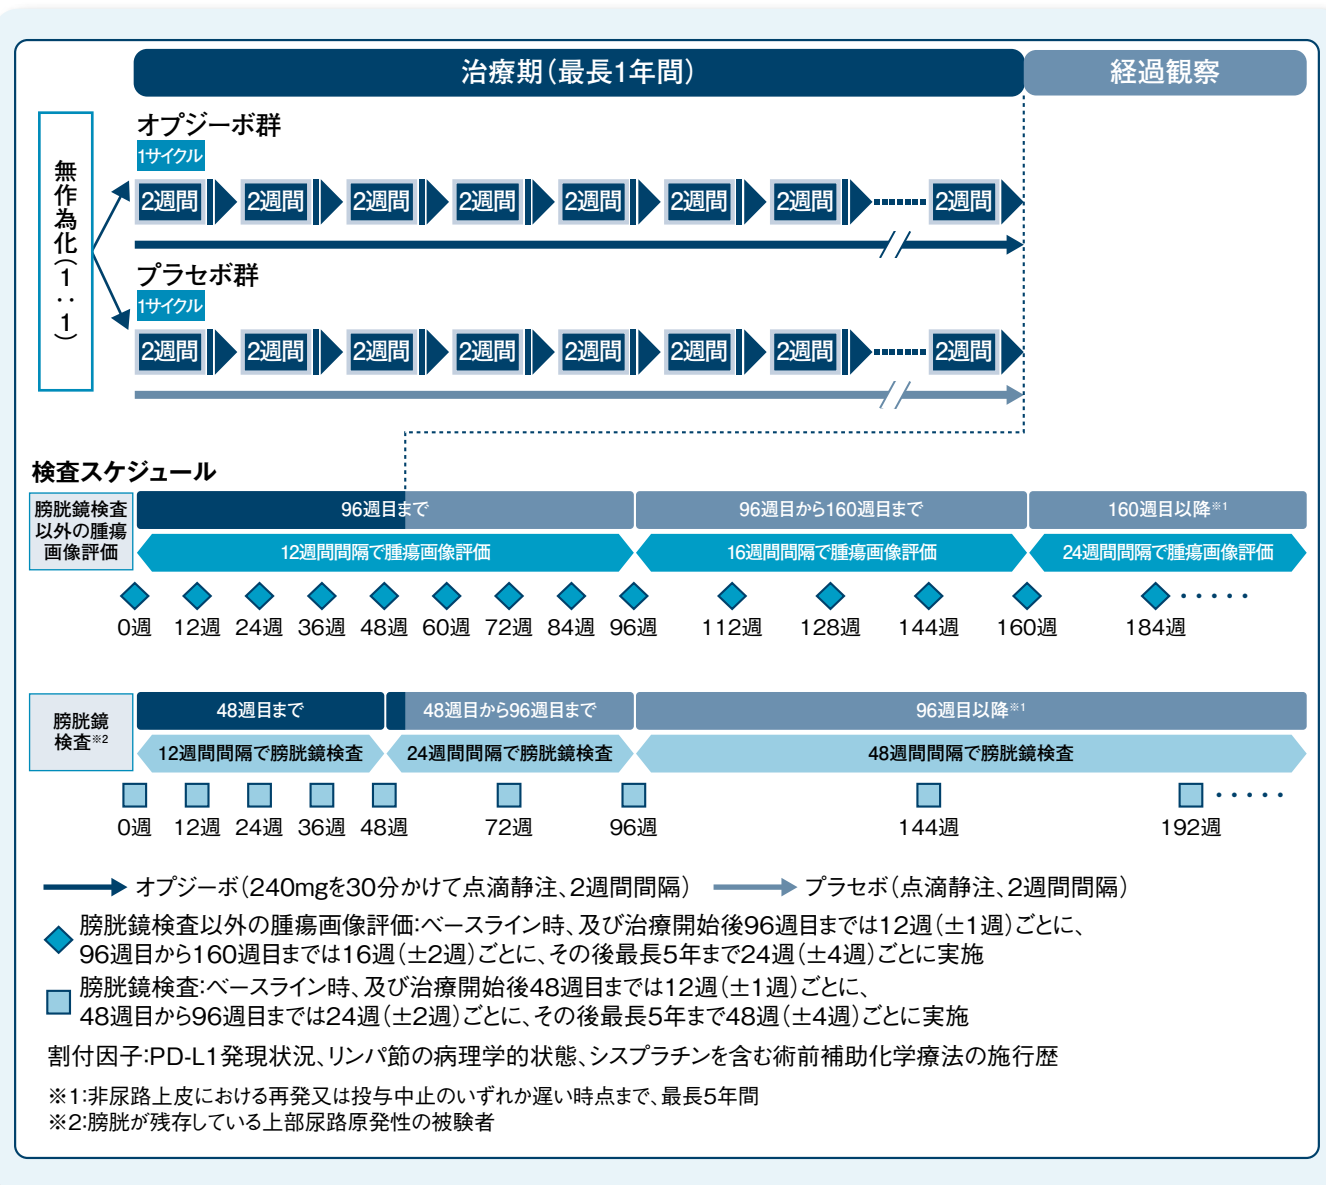 治療期（最長1年間）
経過観察
無作為化（1：1）
オプジーボ群
1サイクル
2週間 2週間 2週間 2週間 2週間 2週間 2週間 2週間
プラセボ群
1サイクル
2週間 2週間 2週間 2週間 2週間 2週間 2週間 2週間
検査スケジュール
膀胱鏡検査
以外の腫瘍
画像評価
96週目まで 96週目から160週目まで 160週目以降※1
12週間間隔で腫瘍画像評価 16週間間隔で腫瘍画像評価 24週間間隔で腫瘍画像評価
0週 12週 24週 36週 48週 60週 72週 84週 96週 112週 128週 144週 160週 184週
膀胱鏡
検査※2
48週目まで 48週目から96週目まで 96週目以降※1
12週間間隔で膀胱鏡検査 24週間間隔で膀胱鏡検査 48週間間隔で膀胱鏡検査
0週 12週 24週 36週 48週 72週 96週 144週 192週
オプジーボ（240mgを30分かけて点滴静注、2週間間隔） プラセボ（点滴静注、2週間間隔）
膀胱鏡検査以外の腫瘍画像評価：ベースライン時、及び治療開始後96週目までは12週（±1週）ごとに、
96週目から160週目までは16週（±2週）ごとに、その後最長5年まで24週（±4週）ごとに実施
膀胱鏡検査：ベースライン時、及び治療開始後48週目までは12週（±1週）ごとに、
48週目から96週目までは24週（±2週）ごとに、その後最長5年まで48週（±4週）ごとに実施
割付因子：PD-L1発現状況、リンパ節の病理学的状態、シスプラチンを含む術前補助化学療法の施行歴
※1：非尿路上皮における再発又は投与中止のいずれか遅い時点まで、最長5年間
※2：膀胱が残存している上部尿路原発性の被験者